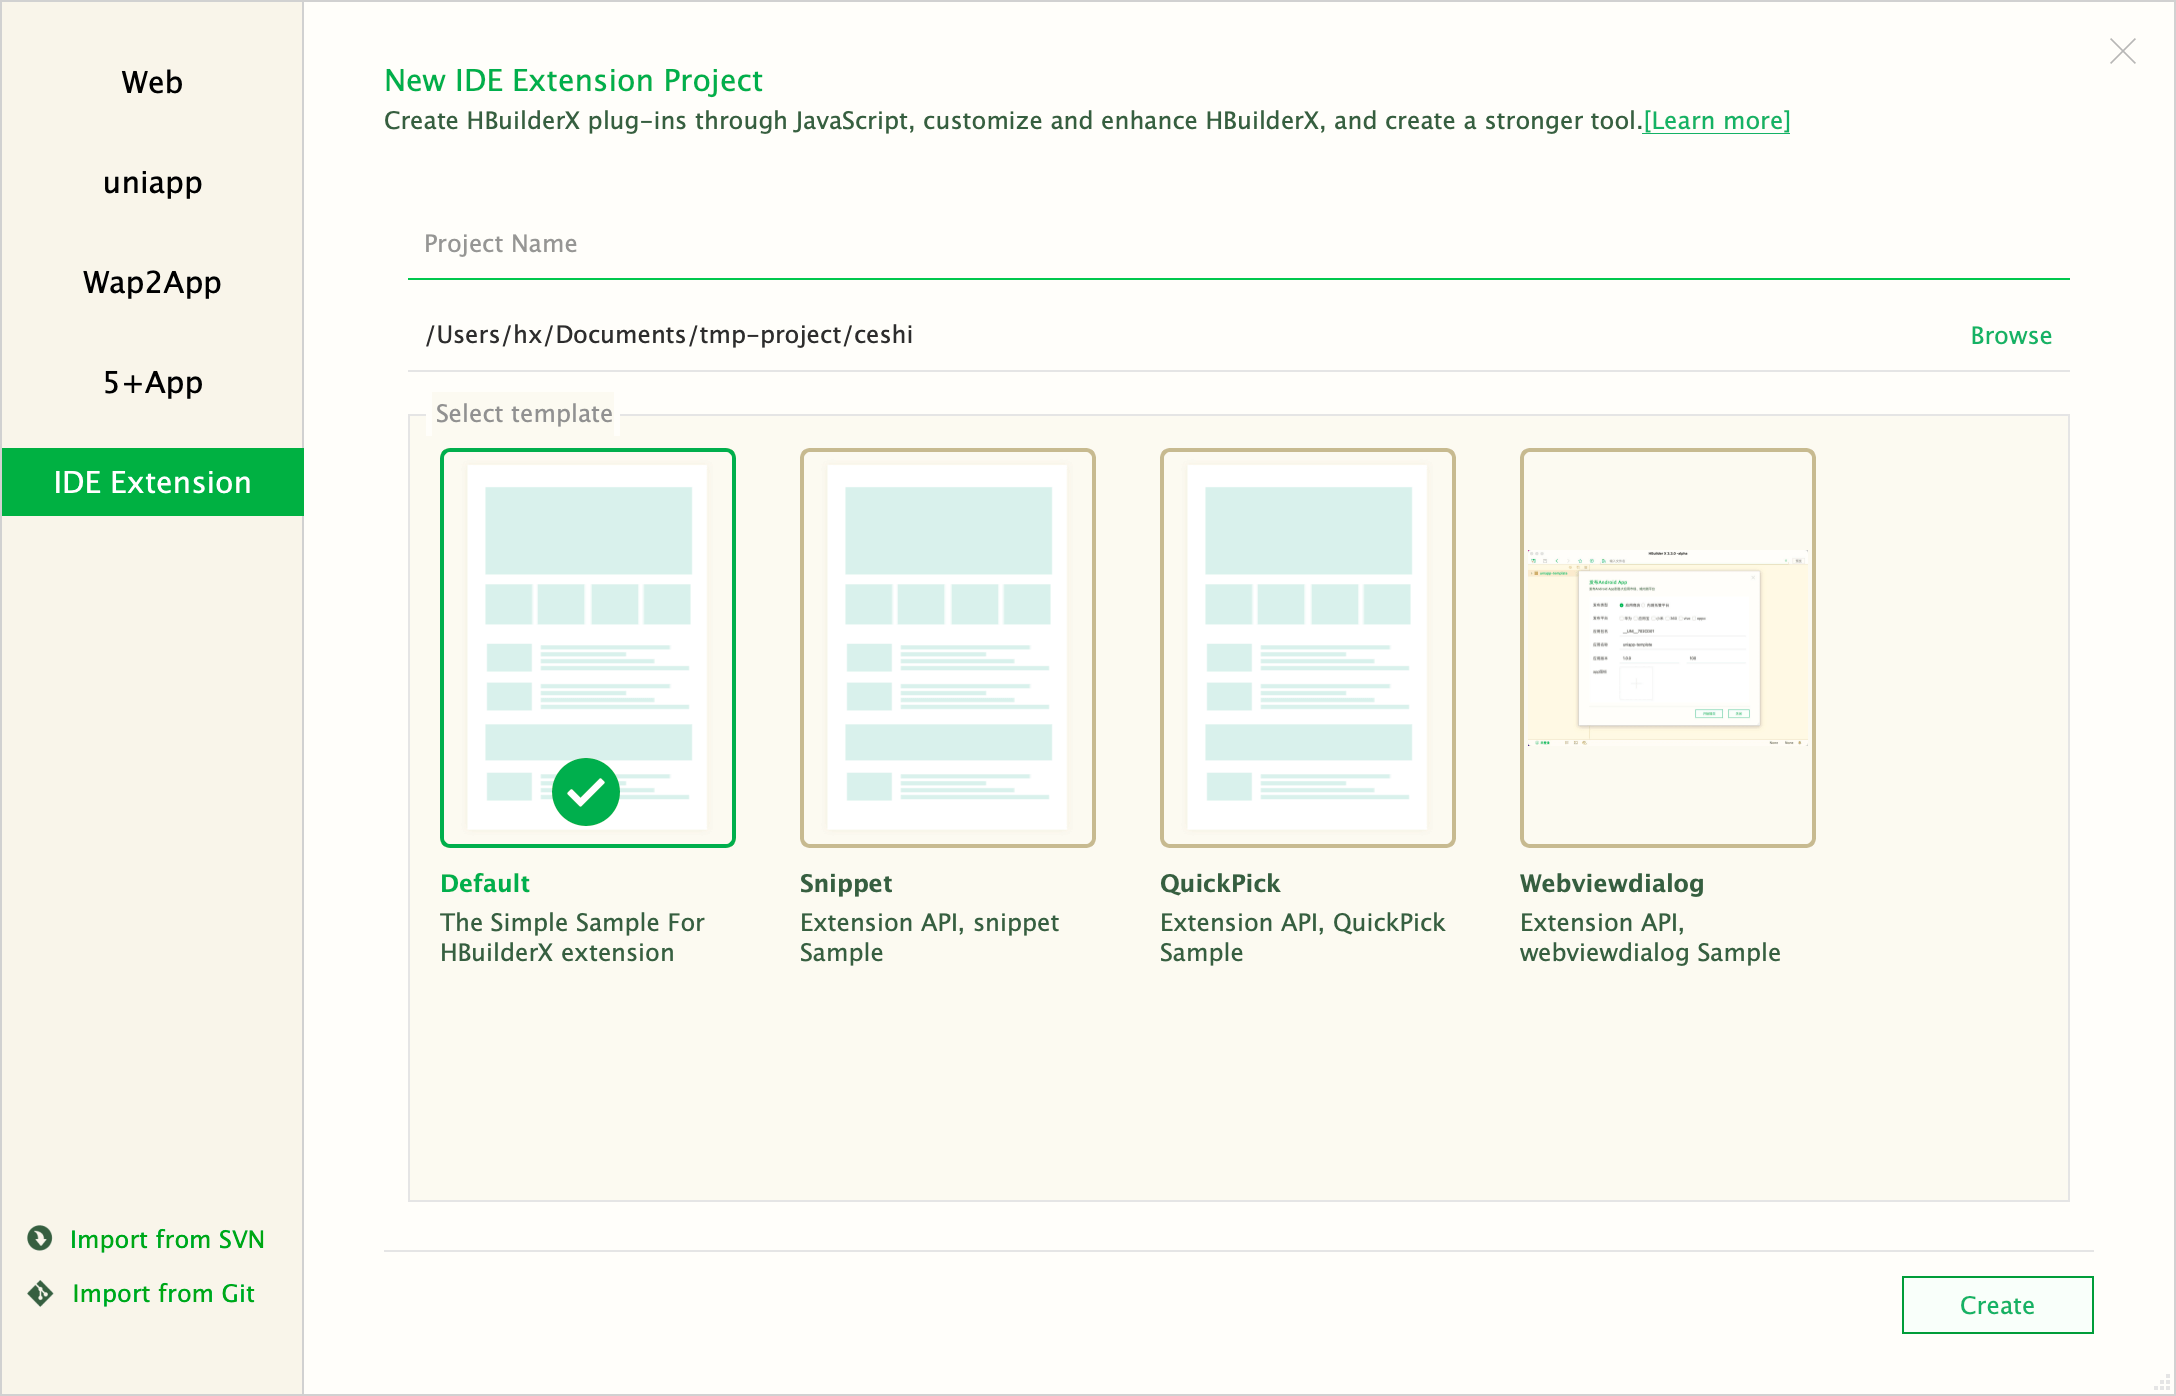 Web
uniapp
Wap2App
5+App
IDE Extension
Import from SVN
Import from Git
New IDE Extension Project
Create HBuilderX plug-ins through JavaScript, customize and enhance HBuilderX, and create a stronger tool.[Learn more]
Project Name
/Users/hx/Documents/tmp-project/ceshi
Browse
Select template
Default
The Simple Sample For
HBuilderX extension
Snippet
Extension API, snippet
Sample
QuickPick
Extension API, QuickPick
Sample
Webviewdialog
Extension API,
webviewdialog Sample
Create